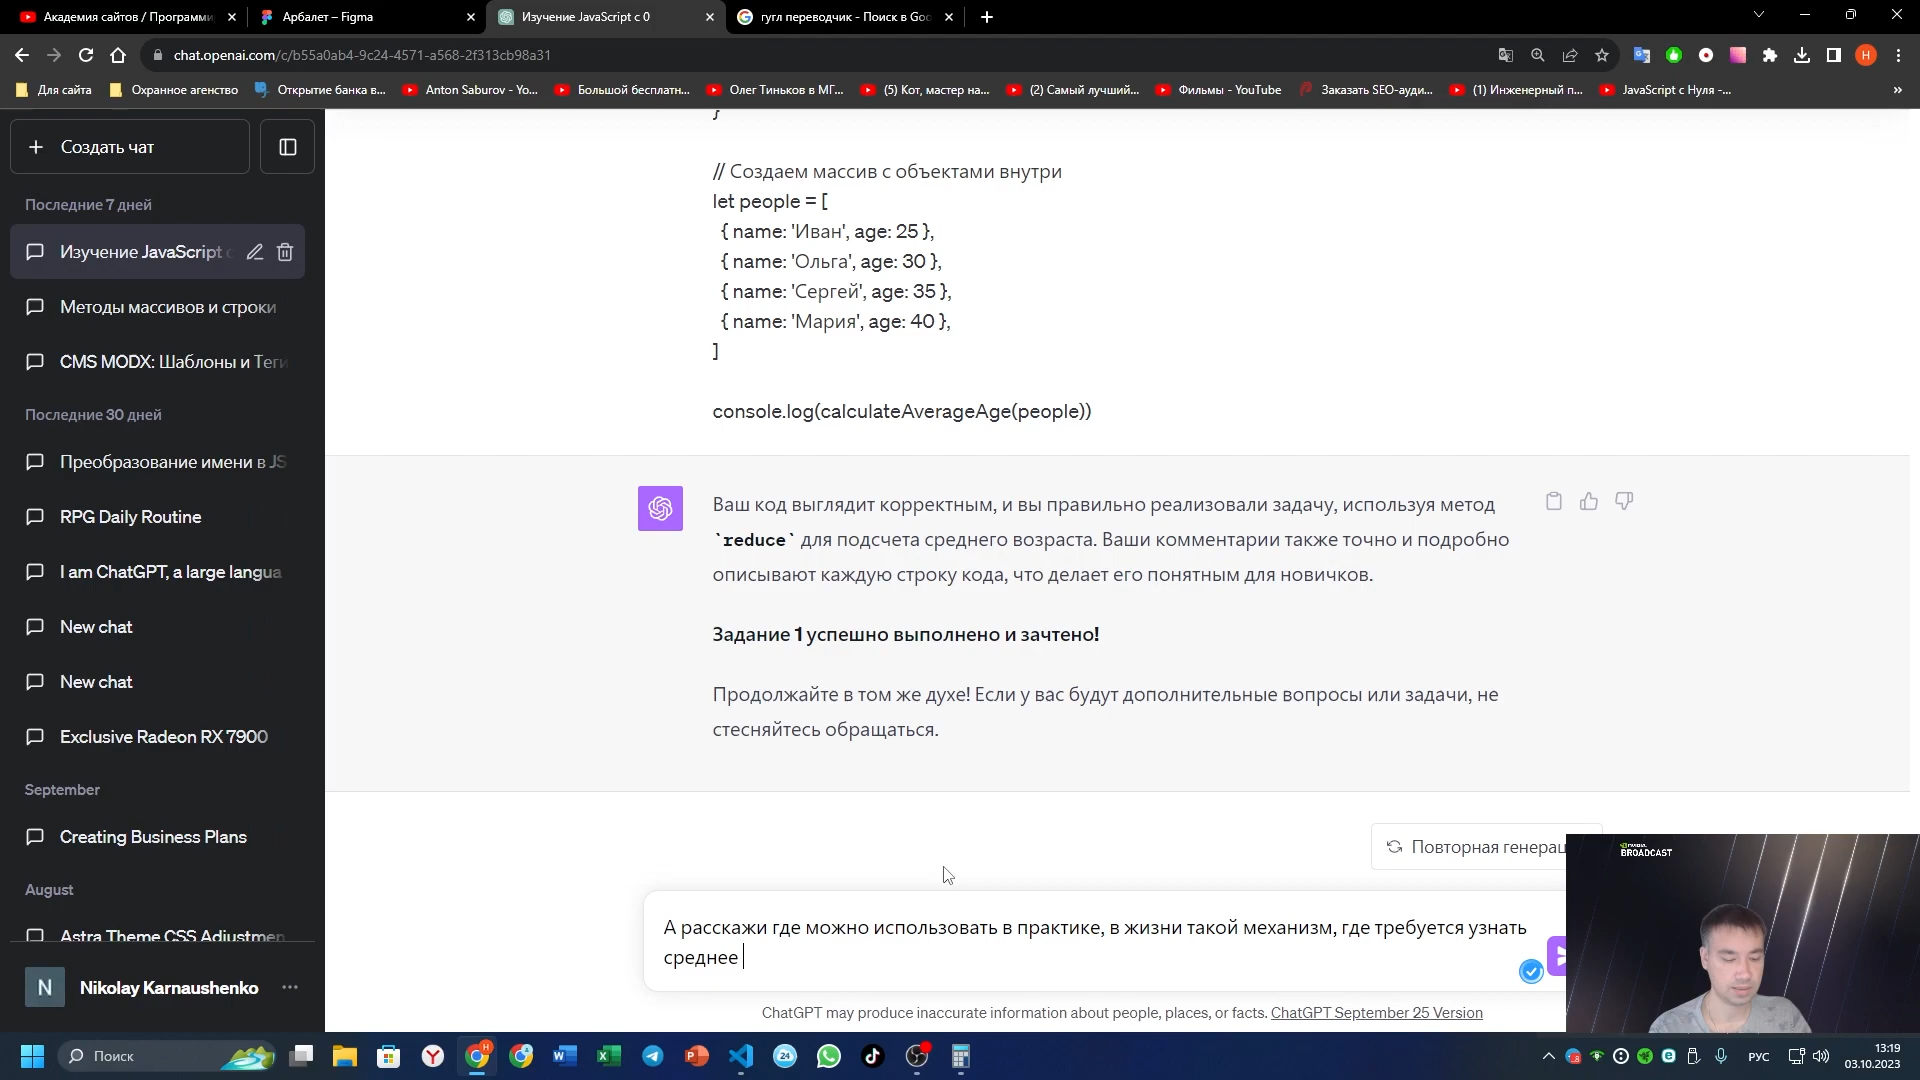 Академия сайтов / Программи
Арбалет – Figma
Изучение JavaScript с 0
гугл переводчик - Поиск в Goo
chat.openai.com/c/b55a0ab4-9c24-4571-a568-2f313cb98a31
H
Для сайта
Охранное агенство
Открытие банка в...
Anton Saburov - Yo...
Большой бесплатн...
Олег Тиньков в МГ...
(5) Кот, мастер на...
(2) Самый лучший...
Фильмы - YouTube
Заказать SEO-ауди...
(1) Инженерный п...
JavaScript с Нуля -...
»
+ Создать чат
Последние 7 дней
Изучение JavaScript с
Методы массивов и строки
CMS MODX: Шаблоны и Теги
Последние 30 дней
Преобразование имени в JS
RPG Daily Routine
I am ChatGPT, a large langua
New chat
New chat
Exclusive Radeon RX 7900
September
Creating Business Plans
August
Astra Theme CSS Adjustmen
N
Nikolay Karnaushenko
}
// Создаем массив с объектами внутри
let people = [
{ name: 'Иван', age: 25 },
{ name: 'Ольга', age: 30 },
{ name: 'Сергей', age: 35 },
{ name: 'Мария', age: 40 },
]
console.log(calculateAverageAge(people))
Ваш код выглядит корректным, и вы правильно реализовали задачу, используя метод
`reduce` для подсчета среднего возраста. Ваши комментарии также точно и подробно
описывают каждую строку кода, что делает его понятным для новичков.
Задание 1 успешно выполнено и зачтено!
Продолжайте в том же духе! Если у вас будут дополнительные вопросы или задачи, не
стесняйтесь обращаться.
Повторная генерац
А расскажи где можно использовать в практике, в жизни такой механизм, где требуется узнать
среднее
ChatGPT may produce inaccurate information about people, places, or facts. ChatGPT September 25 Version
NVIDIA
BROADCAST
Поиск
24
РУС
13:19
03.10.2023